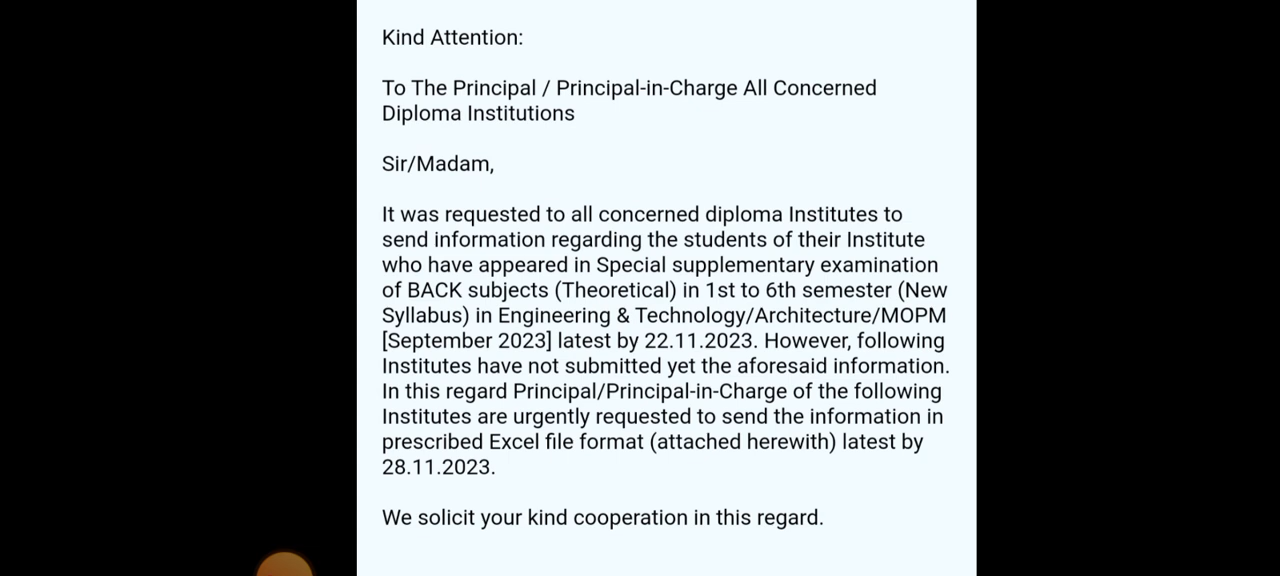 Kind Attention:
To The Principal / Principal-in-Charge All Concerned
Diploma Institutions
Sir/Madam,
It was requested to all concerned diploma Institutes to
send information regarding the students of their Institute
who have appeared in Special supplementary examination
of BACK subjects (Theoretical) in 1st to 6th semester (New
Syllabus) in Engineering & Technology/Architecture/MOPM
[September 2023] latest by 22.11.2023. However, following
Institutes have not submitted yet the aforesaid information.
In this regard Principal/Principal-in-Charge of the following
Institutes are urgently requested to send the information in
prescribed Excel file format (attached herewith) latest by
28.11.2023.
We solicit your kind cooperation in this regard.